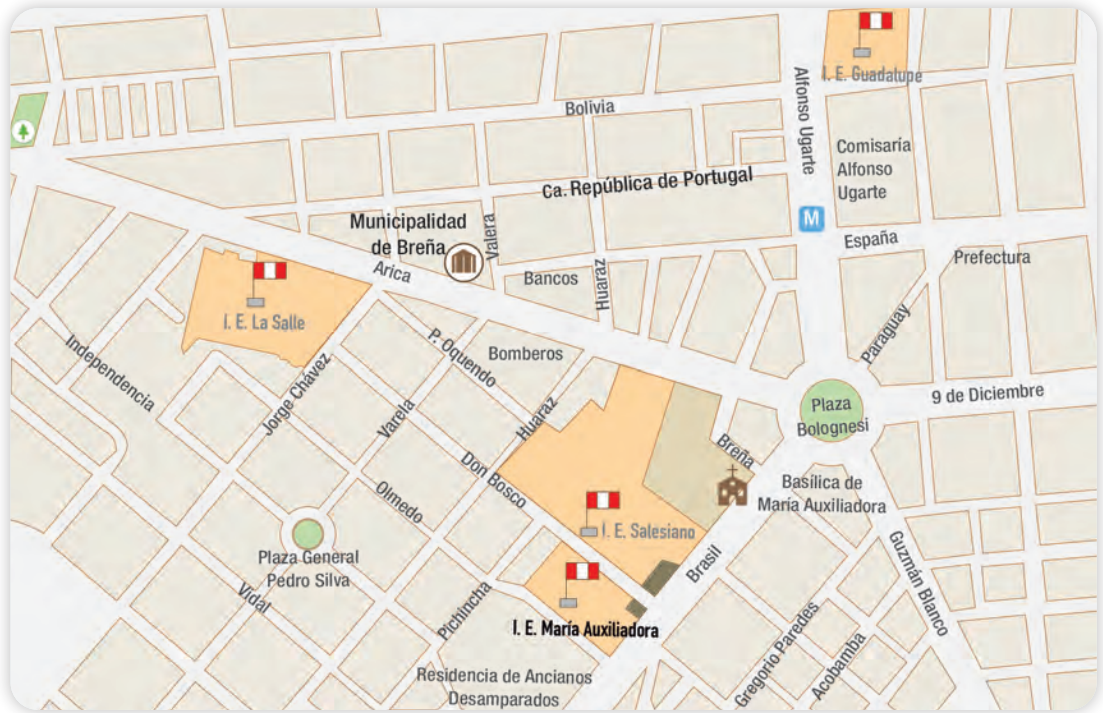 I. E. Guadalupe
Alfonso Ugarte
Bolivia
Comisaría
Alfonso
Ugarte
Ca. República de Portugal
M
Municipalidad
de Breña
Valera
España
Prefectura
Arica
Bancos
Huaraz
I. E. La Salle
Paraguay
P. Oquendo
Bomberos
Independencia
Jorge Chávez
9 de Diciembre
Plaza
Bolognesi
Varela
Huaraz
Breña
Don Bosco
Basílica de
María Auxiliadora
Olmedo
I. E. Salesiano
Plaza General
Pedro Silva
Brasil
Guzmán Blanco
Vidal
Pichincha
I. E. María Auxiliadora
Gregorio Paredes
Acobamba
Residencia de Ancianos
Desamparados